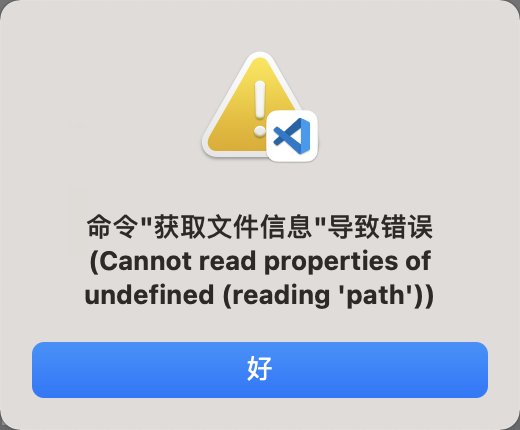 命令"获取文件信息"导致错误
(Cannot read properties of
undefined (reading 'path'))
好